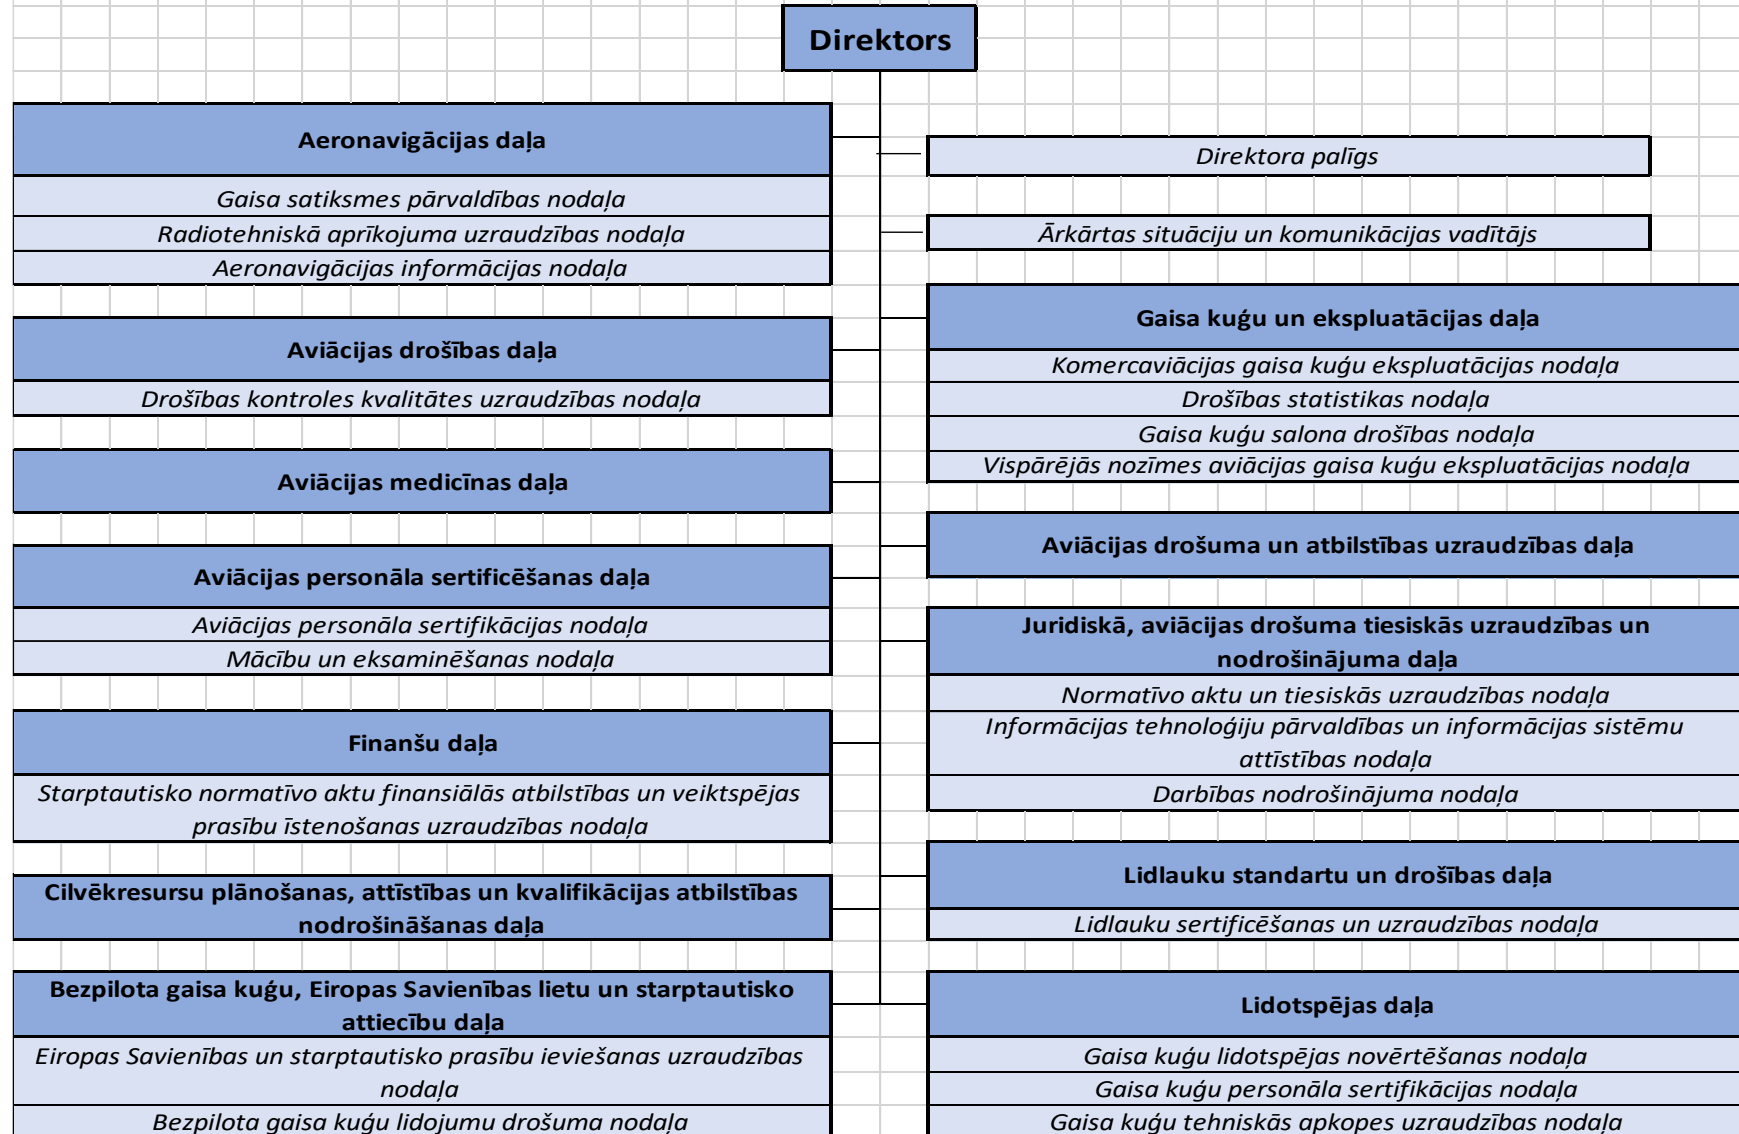 Direktors
Aeronavigācijas daļa
Gaisa satiksmes pārvaldības nodaļa
Radiotehniskā aprīkojuma uzraudzības nodaļa
Aeronavigācijas informācijas nodaļa
Aviācijas drošības daļa
Drošības kontroles kvalitātes uzraudzības nodaļa
Aviācijas medicīnas daļa
Aviācijas personāla sertificēšanas daļa
Aviācijas personāla sertifikācijas nodaļa
Mācību un eksaminēšanas nodaļa
Finanšu daļa
Starptautisko normatīvo aktu finansiālās atbilstības un veiktspējas
prasību īstenošanas uzraudzības nodaļa
Cilvēkresursu plānošanas, attīstības un kvalifikācijas atbilstības
nodrošināšanas daļa
Bezpilota gaisa kuģu, Eiropas Savienības lietu un starptautisko
attiecību daļa
Eiropas Savienības un starptautisko prasību ieviešanas uzraudzības
nodaļa
Bezpilota gaisa kuģu lidojumu drošuma nodaļa
Direktora palīgs
Ārkārtas situāciju un komunikācijas vadītājs
Gaisa kuģu un ekspluatācijas daļa
Komercaviācijas gaisa kuģu ekspluatācijas nodaļa
Drošības statistikas nodaļa
Gaisa kuģu salona drošības nodaļa
Vispārējās nozīmes aviācijas gaisa kuģu ekspluatācijas nodaļa
Aviācijas drošuma un atbilstības uzraudzības daļa
Juridiskā, aviācijas drošuma tiesiskās uzraudzības un
nodrošinājuma daļa
Normatīvo aktu un tiesiskās uzraudzības nodaļa
Informācijas tehnoloģiju pārvaldības un informācijas sistēmu
attīstības nodaļa
Darbības nodrošinājuma nodaļa
Lidlauku standartu un drošības daļa
Lidlauku sertificēšanas un uzraudzības nodaļa
Lidotspējas daļa
Gaisa kuģu lidotspējas novērtēšanas nodaļa
Gaisa kuģu personāla sertifikācijas nodaļa
Gaisa kuģu tehniskās apkopes uzraudzības nodaļa